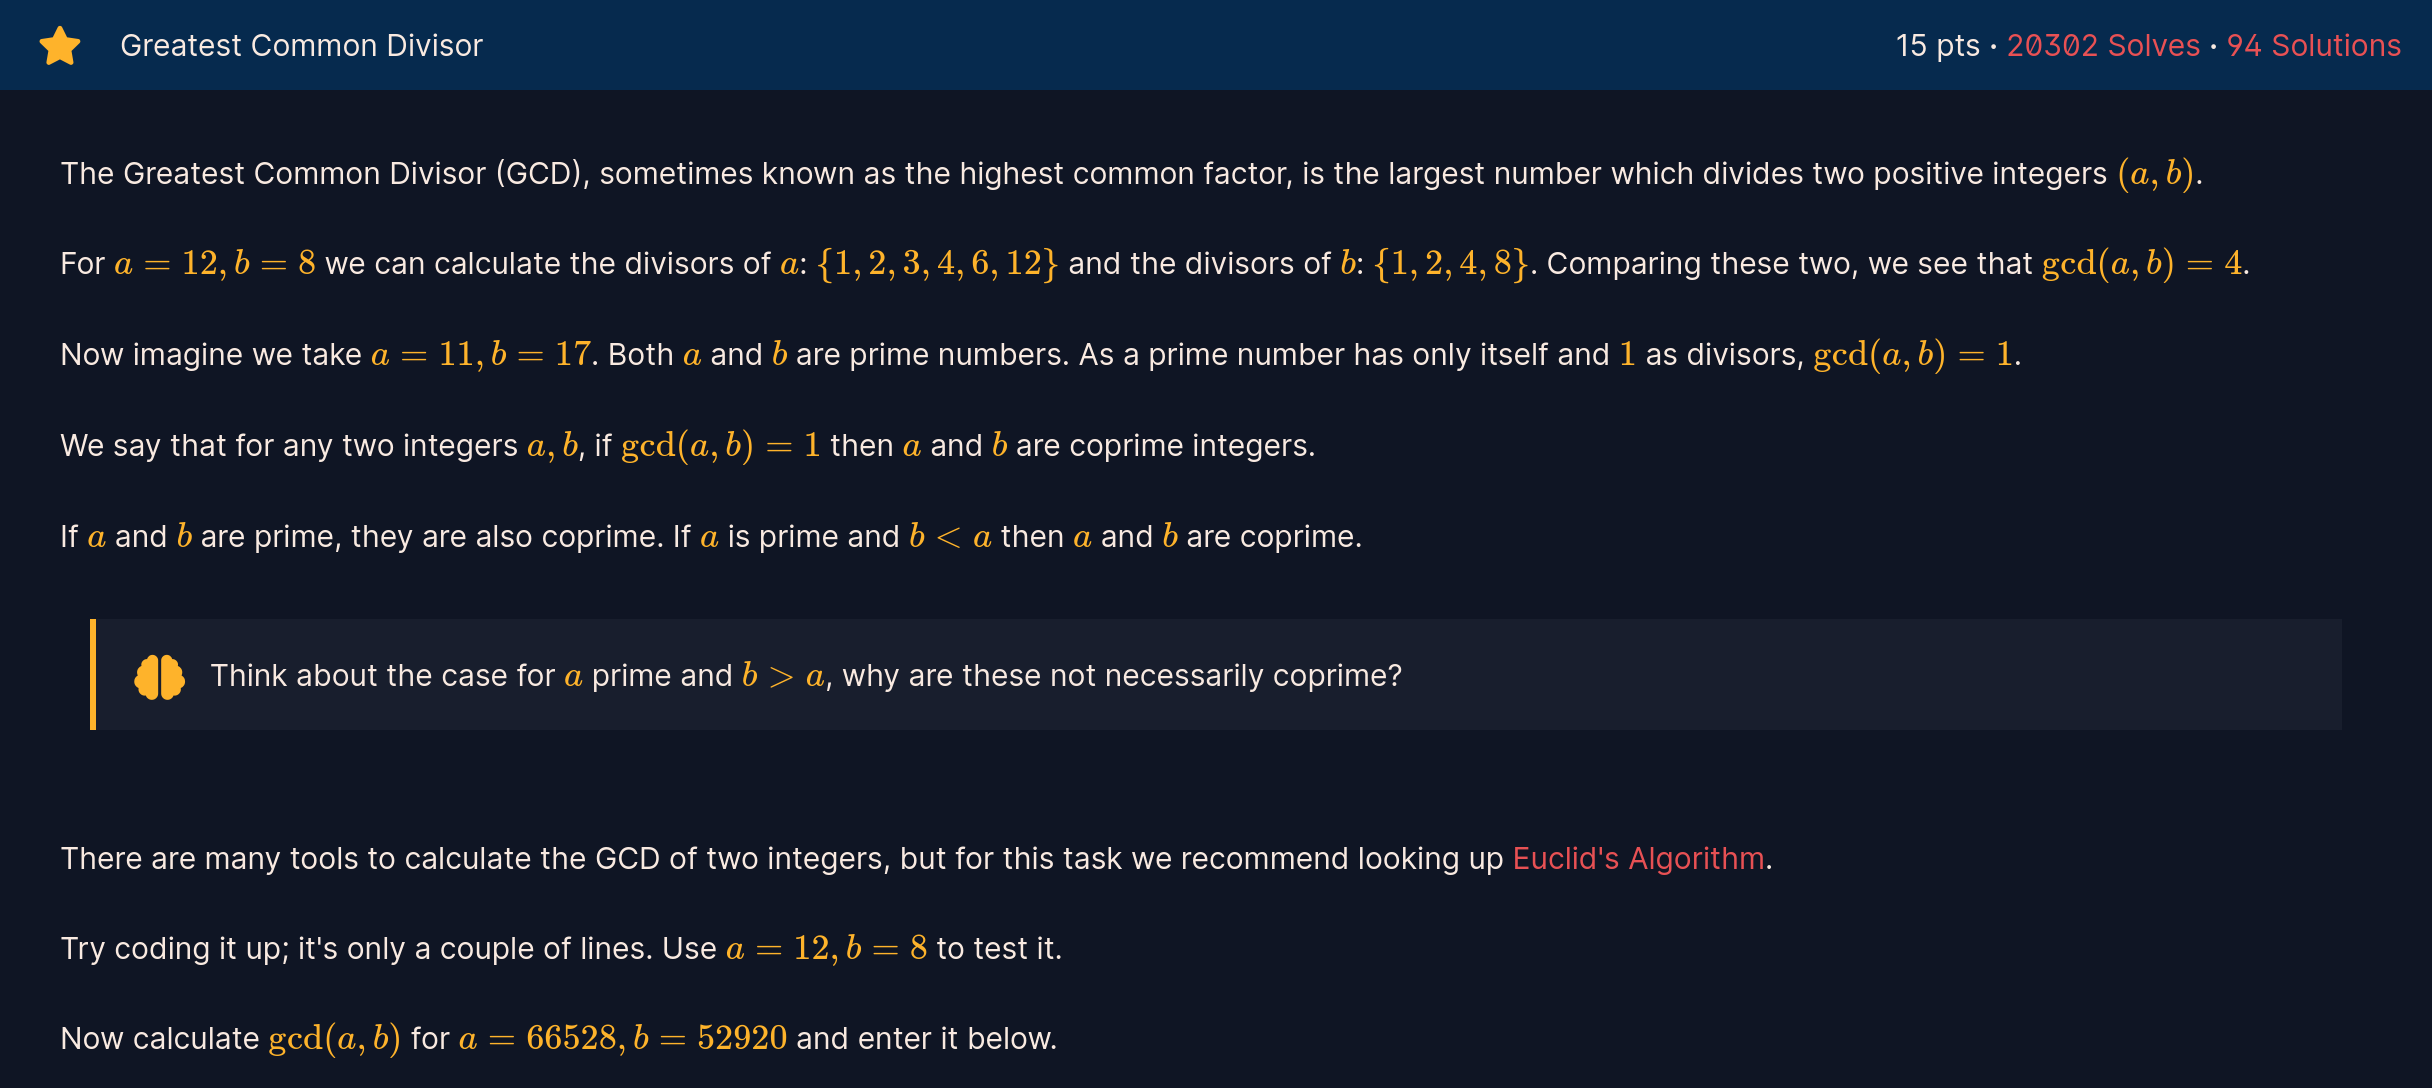 Greatest Common Divisor
15 pts · 20302 Solves · 94 Solutions
The Greatest Common Divisor (GCD), sometimes known as the highest common factor, is the largest number which divides two positive integers (a, b).
For a = 12, b = 8 we can calculate the divisors of a: {1, 2, 3, 4, 6, 12} and the divisors of b: {1, 2, 4, 8}. Comparing these two, we see that gcd(a, b) = 4.
Now imagine we take a = 11, b = 17. Both a and b are prime numbers. As a prime number has only itself and 1 as divisors, gcd(a, b) = 1.
We say that for any two integers a, b, if gcd(a, b) = 1 then a and b are coprime integers.
If a and b are prime, they are also coprime. If a is prime and b < a then a and b are coprime.
Think about the case for a prime and b > a, why are these not necessarily coprime?
There are many tools to calculate the GCD of two integers, but for this task we recommend looking up Euclid's Algorithm.
Try coding it up; it's only a couple of lines. Use a = 12, b = 8 to test it.
Now calculate gcd(a, b) for a = 66528, b = 52920 and enter it below.